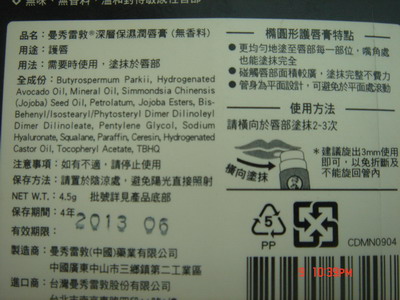 無味，無香料，溫和對待敏感性唇部
品名：曼秀雷敦®深層保濕潤唇膏 (無香料)
用途：護唇
用法：需要時使用，塗抹於唇部
全成份：Butyrospermum Parkii, Hydrogenated
Avocado Oil, Mineral Oil, Simmondsia Chinensis
(Jojoba) Seed Oil, Petrolatum, Jojoba Esters, Bis-
Behenyl/Isostearyl/Phytosteryl Dimer Dilinoleyl
Dimer Dilinoleate, Pentylene Glycol, Sodium
Hyaluronate, Squalane, Paraffin, Ceresin, Hydrogenated
Castor Oil, Tocopheryl Acetate, TBHQ
注意事項：如有不適，請停止使用
保存方法：請置於陰涼處，避免陽光直接照射
NET WT.：4.5g 批號詳見產品底部
保存期限：4年
有效期限：
2013 06
製造商：曼秀雷敦(中國)藥業有限公司
中國廣東中山市三鄉鎮第二工業區
進口商：台灣曼秀雷敦股份有限公司
橢圓形護唇膏特點
更均勻地塗至唇部每一部位，嘴角處
也能塗抹完全
碰觸唇部面積較廣，塗抹完整不費力
管身為平面設計，可避免於平面處滾動
使用方法
請橫向於唇部塗抹2~3次
橫向塗抹
*建議旋出3mm使用
即可，以免折斷及
不能旋回管內
5
PP
CDMN0904
10:39PM